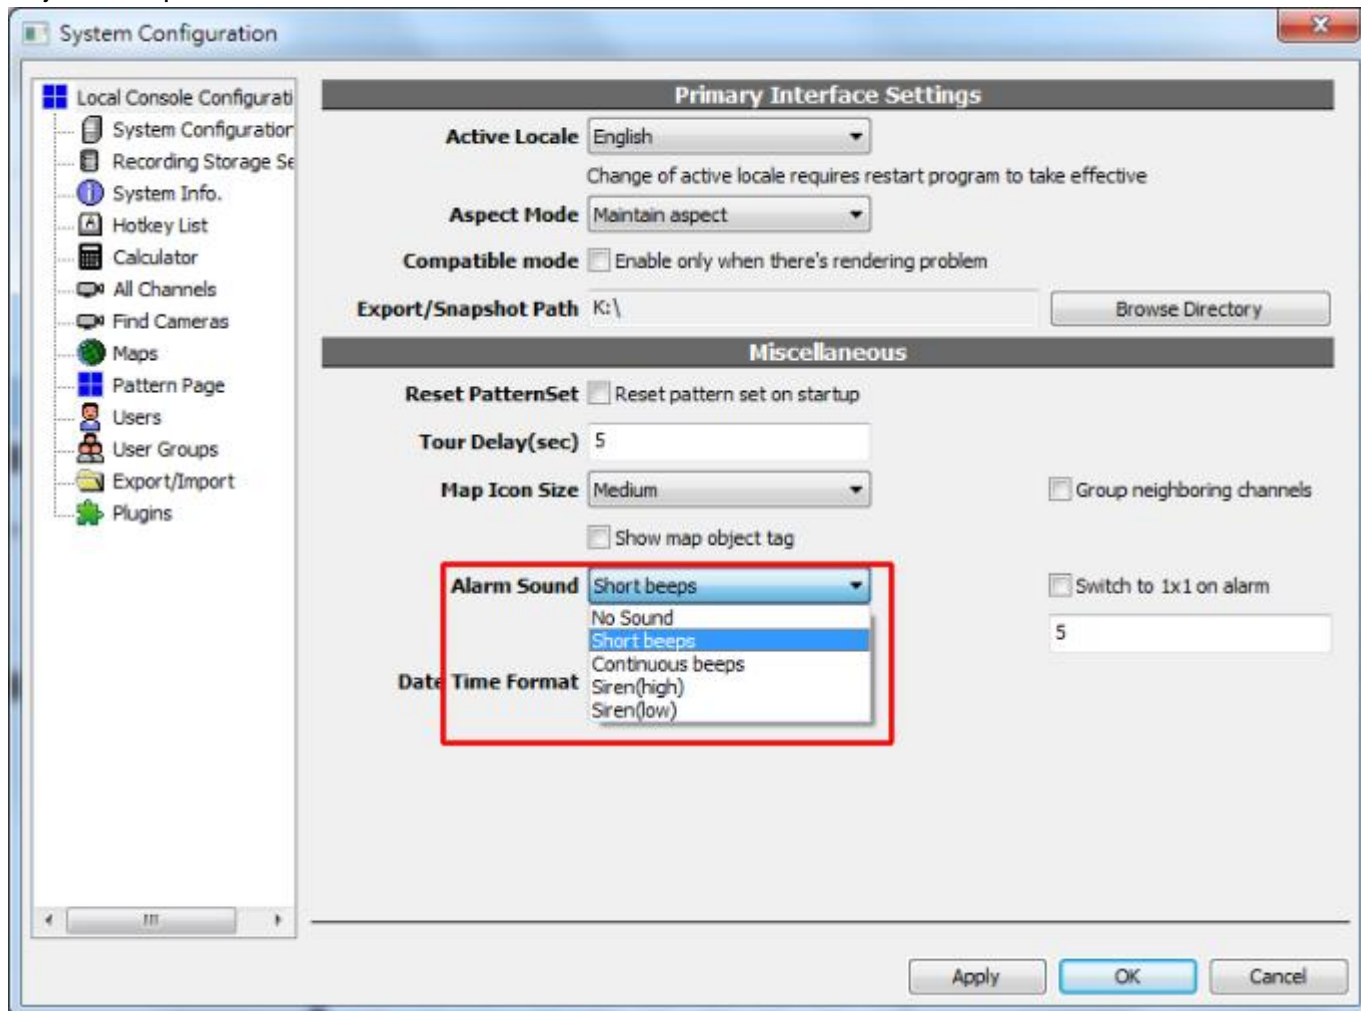 System Configuration
Local Console Configurati
System Configuration
Recording Storage Se
System Info.
Hotkey List
Calculator
All Channels
Find Cameras
Maps
Pattern Page
Users
User Groups
Export/Import
Plugins
Primary Interface Settings
Active Locale English
Change of active locale requires restart program to take effective
Aspect Mode Maintain aspect
Compatible mode Enable only when there's rendering problem
Export/Snapshot Path K:\ Browse Directory
Miscellaneous
Reset PatternSet Reset pattern set on startup
Tour Delay(sec) 5
Map Icon Size Medium Group neighboring channels
Show map object tag
Alarm Sound Short beeps Switch to 1x1 on alarm
No Sound
Short beeps 5
Continuous beeps
Date Time Format Siren(high)
Siren(low)
Apply OK Cancel